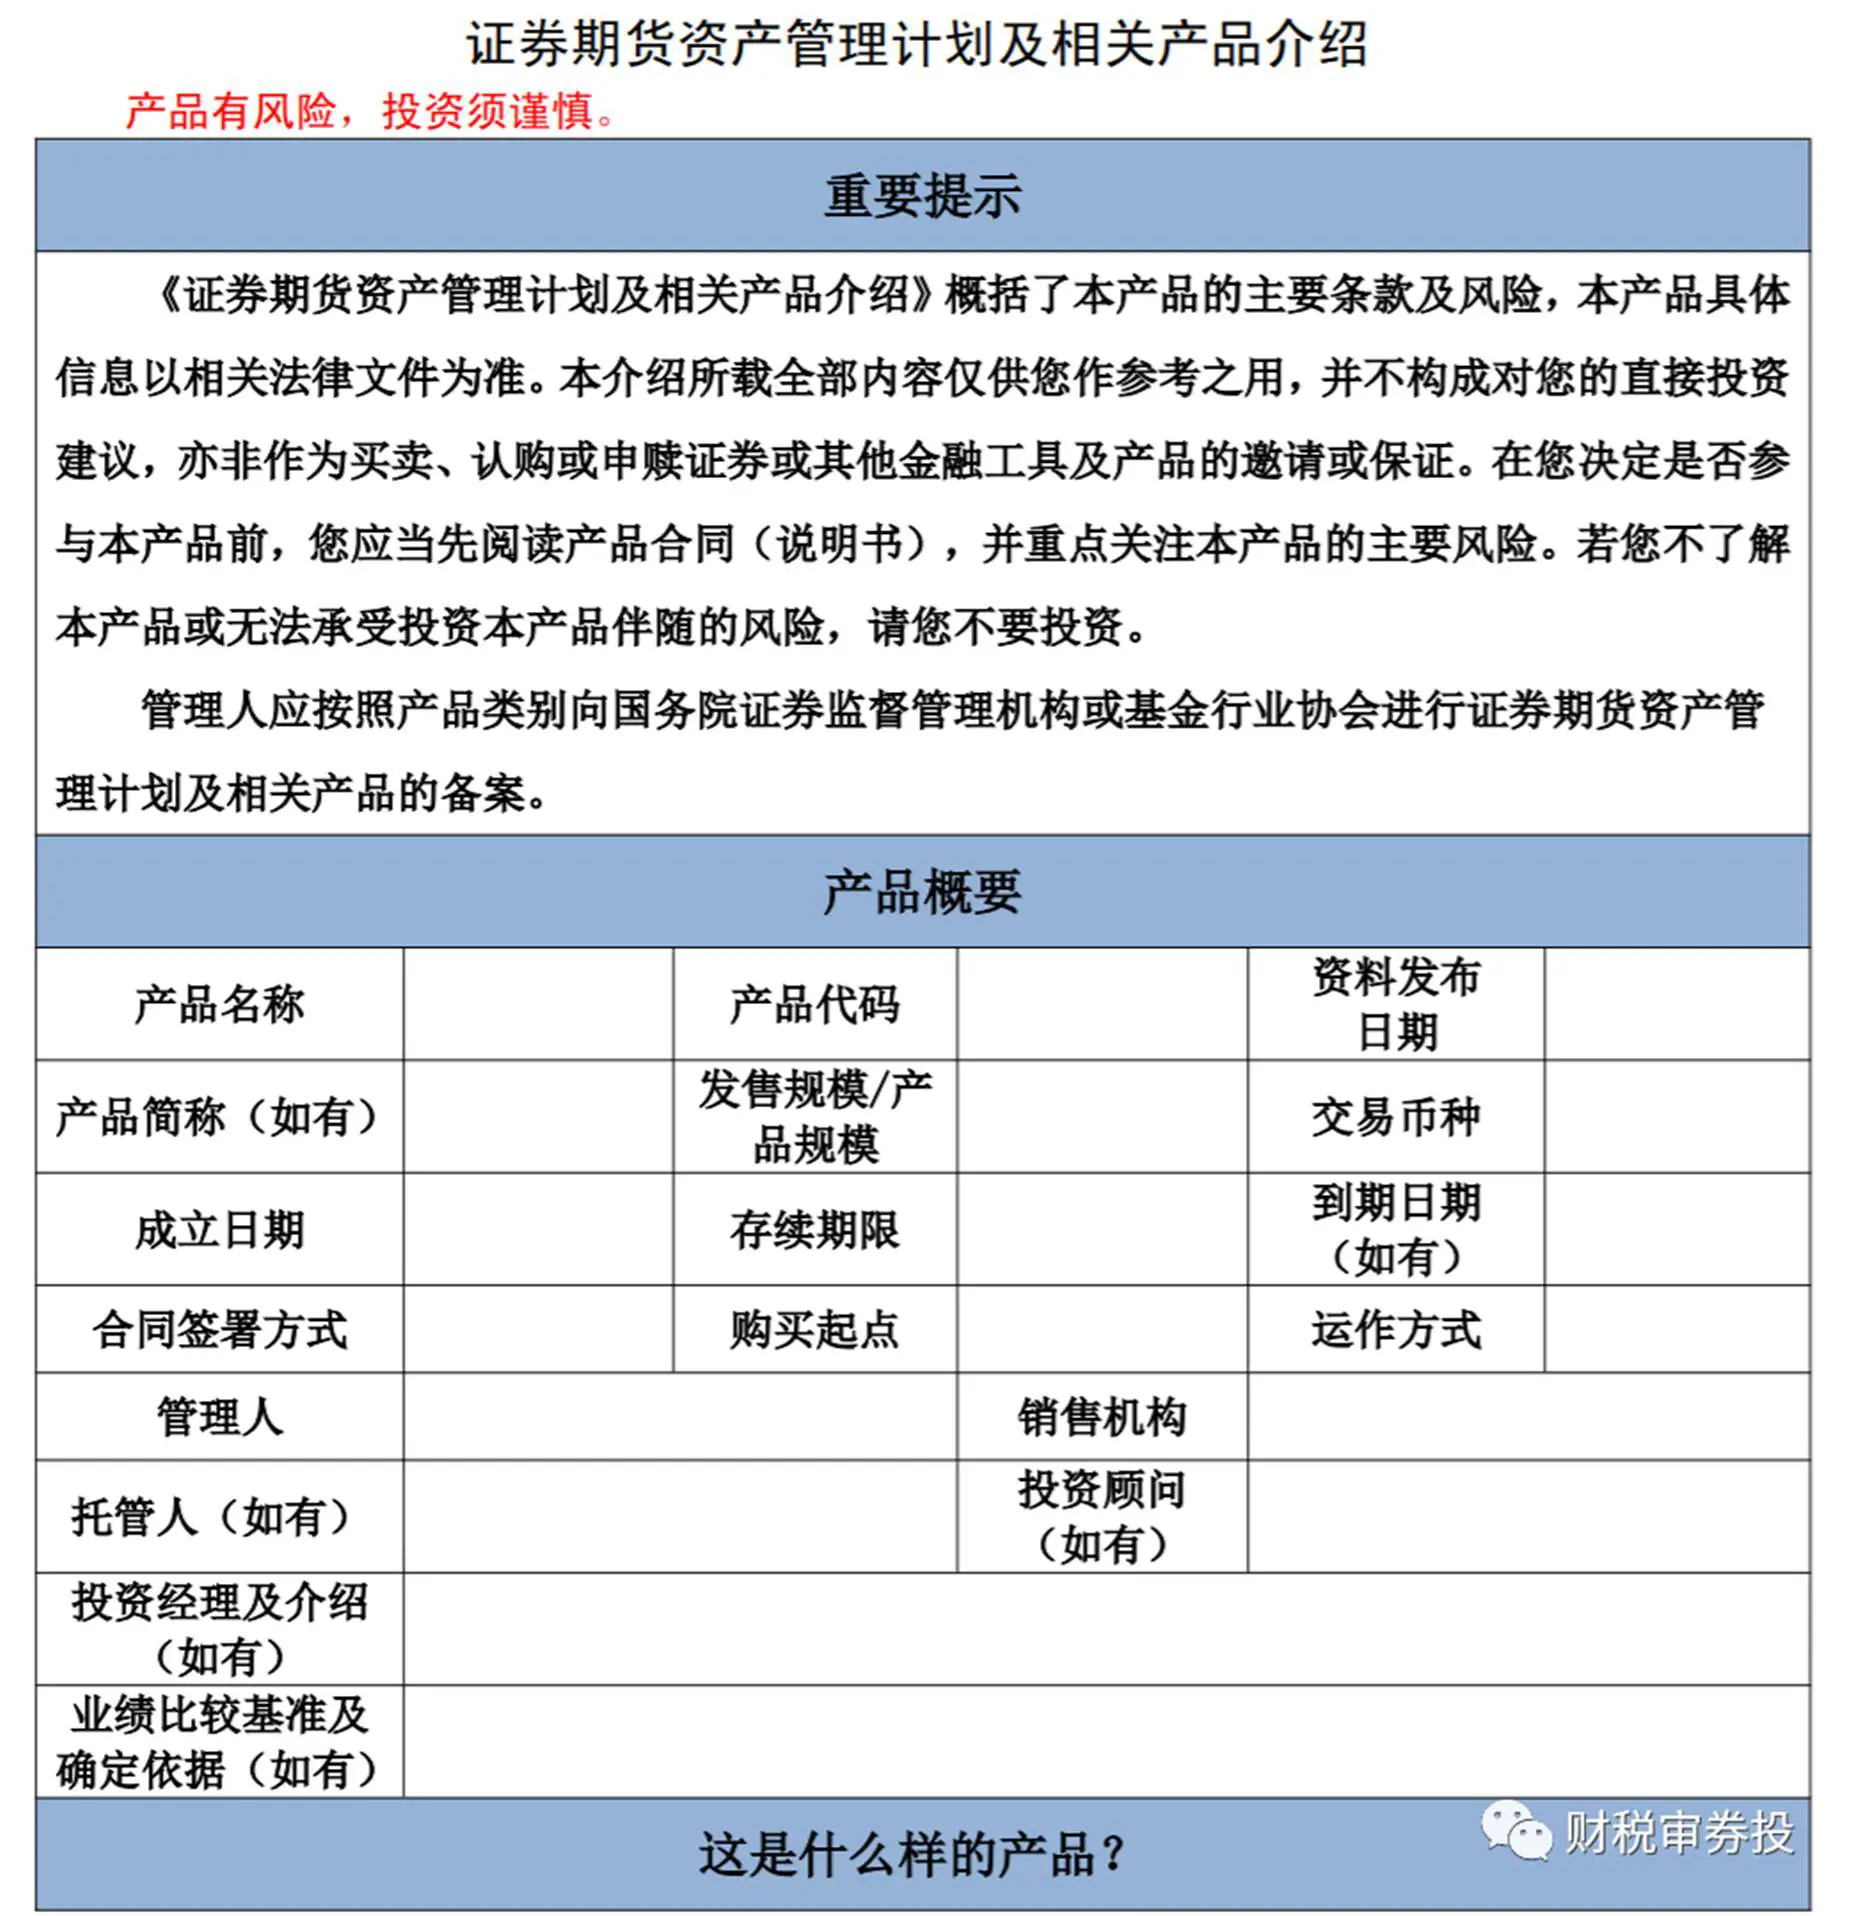 证券期货资产管理计划及相关产品介绍
产品有风险，投资须谨慎。
重要提示
《证券期货资产管理计划及相关产品介绍》概括了本产品的主要条款及风险，本产品具体
信息以相关法律文件为准。本介绍所载全部内容仅供您作参考之用，并不构成对您的直接投资
建议，亦非作为买卖、认购或申赎证券或其他金融工具及产品的邀请或保证。在您决定是否参
与本产品前，您应当先阅读产品合同（说明书），并重点关注本产品的主要风险。若您不了解
本产品或无法承受投资本产品伴随的风险，请您不要投资。
管理人应按照产品类别向国务院证券监督管理机构或基金行业协会进行证券期货资产管
理计划及相关产品的备案。
产品概要
产品名称
产品代码
资料发布
日期
产品简称（如有）
发售规模/产
品规模
交易币种
成立日期
存续期限
到期日期
（如有）
合同签署方式
购买起点
运作方式
管理人
销售机构
托管人（如有）
投资顾问
（如有）
投资经理及介绍
（如有）
业绩比较基准及
确定依据（如有）
这是什么样的产品？
财税审券投